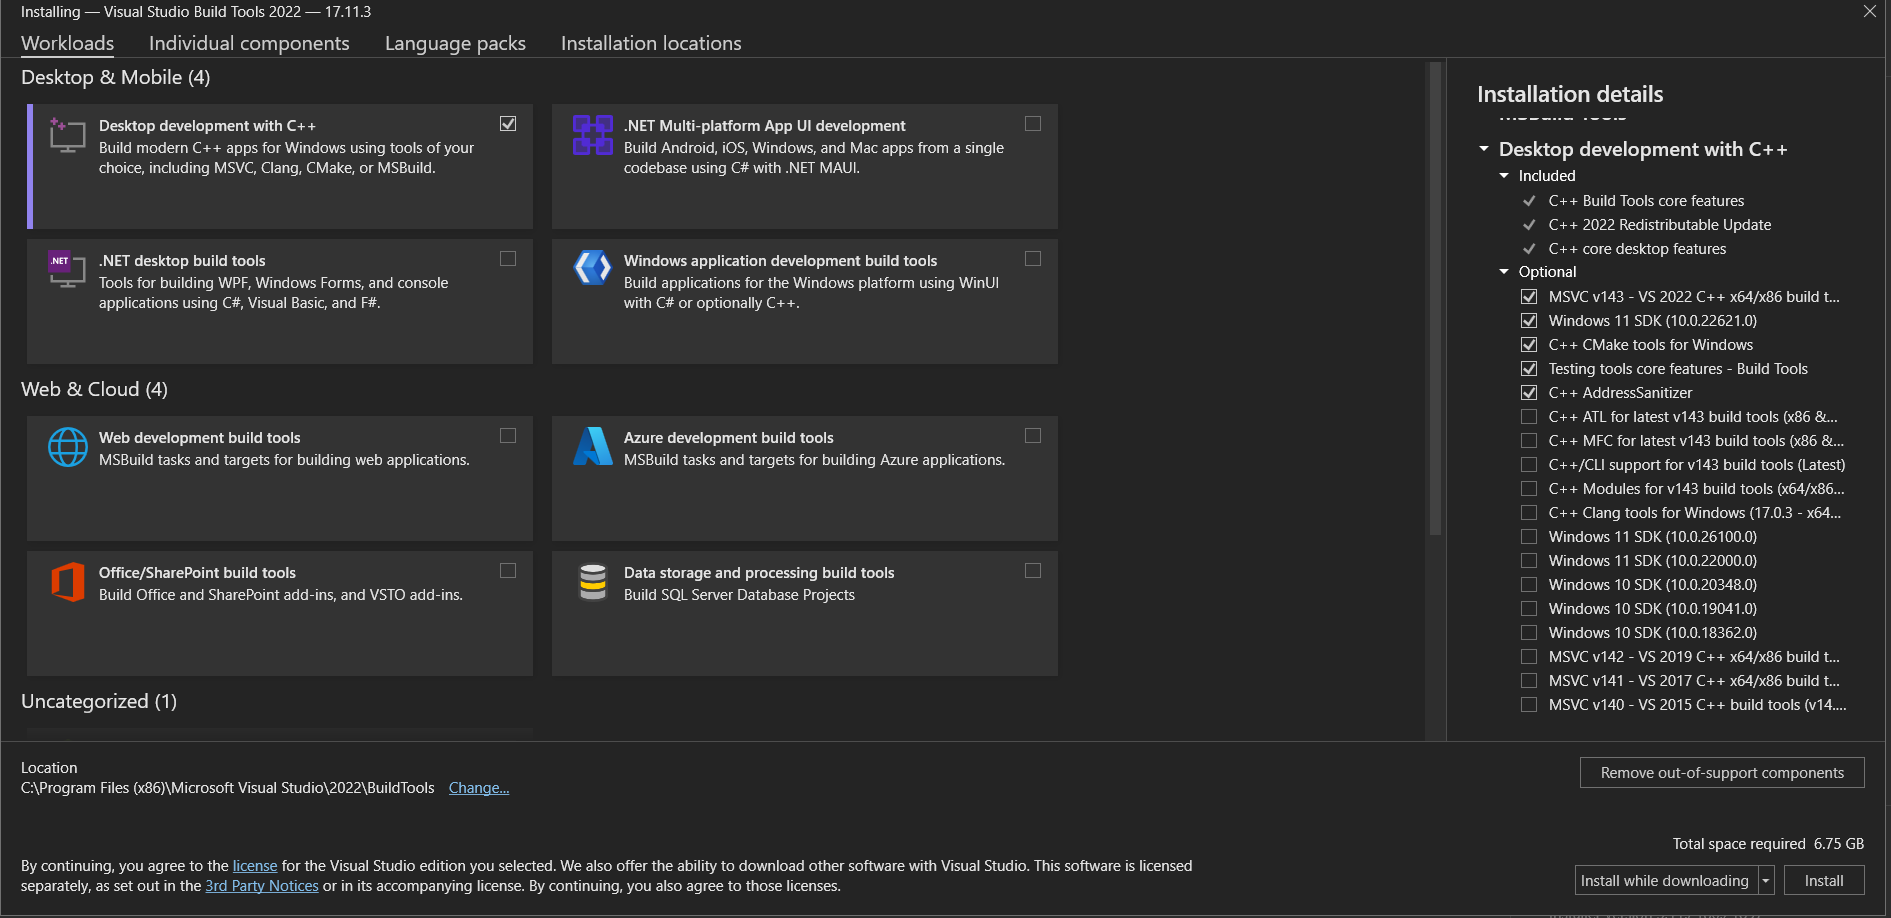 Installing — Visual Studio Build Tools 2022 — 17.11.3
Workloads
Individual components
Language packs
Installation locations
Desktop & Mobile (4)
Desktop development with C++
Build modern C++ apps for Windows using tools of your
choice, including MSVC, Clang, CMake, or MSBuild.
.NET Multi-platform App UI development
Build Android, iOS, Windows, and Mac apps from a single
codebase using C# with .NET MAUI.
.NET
.NET desktop build tools
Tools for building WPF, Windows Forms, and console
applications using C#, Visual Basic, and F#.
Windows application development build tools
Build applications for the Windows platform using WinUI
with C# or optionally C++.
Web & Cloud (4)
Web development build tools
MSBuild tasks and targets for building web applications.
Azure development build tools
MSBuild tasks and targets for building Azure applications.
Office/SharePoint build tools
Build Office and SharePoint add-ins, and VSTO add-ins.
Data storage and processing build tools
Build SQL Server Database Projects
Uncategorized (1)
Installation details
Desktop development with C++
Included
C++ Build Tools core features
C++ 2022 Redistributable Update
C++ core desktop features
Optional
MSVC v143 - VS 2022 C++ x64/x86 build t...
Windows 11 SDK (10.0.22621.0)
C++ CMake tools for Windows
Testing tools core features - Build Tools
C++ AddressSanitizer
C++ ATL for latest v143 build tools (x86 &...
C++ MFC for latest v143 build tools (x86 &...
C++/CLI support for v143 build tools (Latest)
C++ Modules for v143 build tools (x64/x86...
C++ Clang tools for Windows (17.0.3 - x64...
Windows 11 SDK (10.0.26100.0)
Windows 11 SDK (10.0.22000.0)
Windows 10 SDK (10.0.20348.0)
Windows 10 SDK (10.0.19041.0)
Windows 10 SDK (10.0.18362.0)
MSVC v142 - VS 2019 C++ x64/x86 build t...
MSVC v141 - VS 2017 C++ x64/x86 build t...
MSVC v140 - VS 2015 C++ build tools (v14....
Location
C:\Program Files (x86)\Microsoft Visual Studio\2022\BuildTools Change...
Remove out-of-support components
Total space required 6.75 GB
By continuing, you agree to the license for the Visual Studio edition you selected. We also offer the ability to download other software with Visual Studio. This software is licensed
separately, as set out in the 3rd Party Notices or in its accompanying license. By continuing, you also agree to those licenses.
Install while downloading
Install